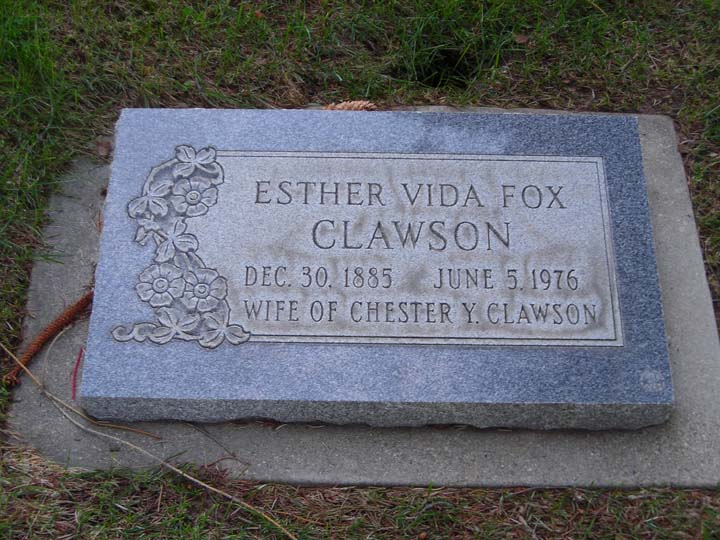 ESTHER VIDA FOX
CLAWSON
DEC. 30, 1885 JUNE 5, 1976
WIFE OF CHESTER Y. CLAWSON